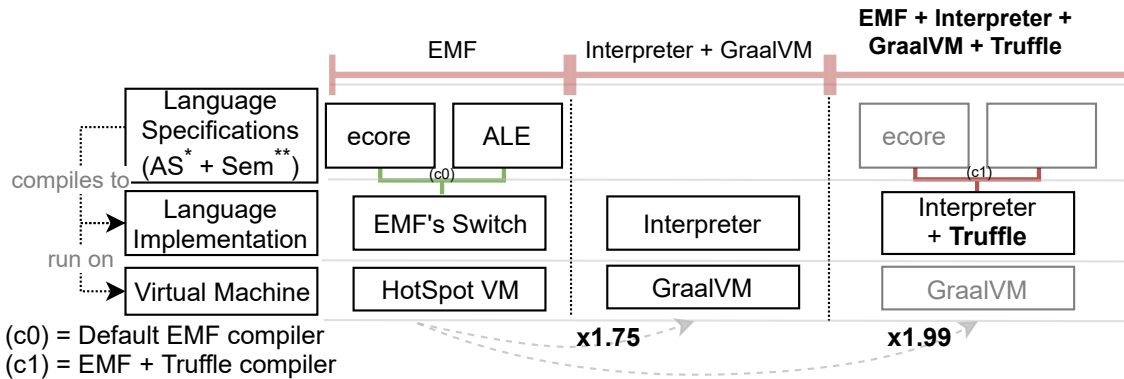 EMF
Interpreter + GraalVM
EMF + Interpreter +
GraalVM + Truffle
Language
Specifications
(AS* + Sem**)
ecore
ALE
ecore
(c0)
(c1)
compiles to
Language
Implementation
EMF's Switch
Interpreter
Interpreter
+ Truffle
run on
Virtual Machine
HotSpot VM
GraalVM
GraalVM
(c0) = Default EMF compiler
x1.75
x1.99
(c1) = EMF + Truffle compiler